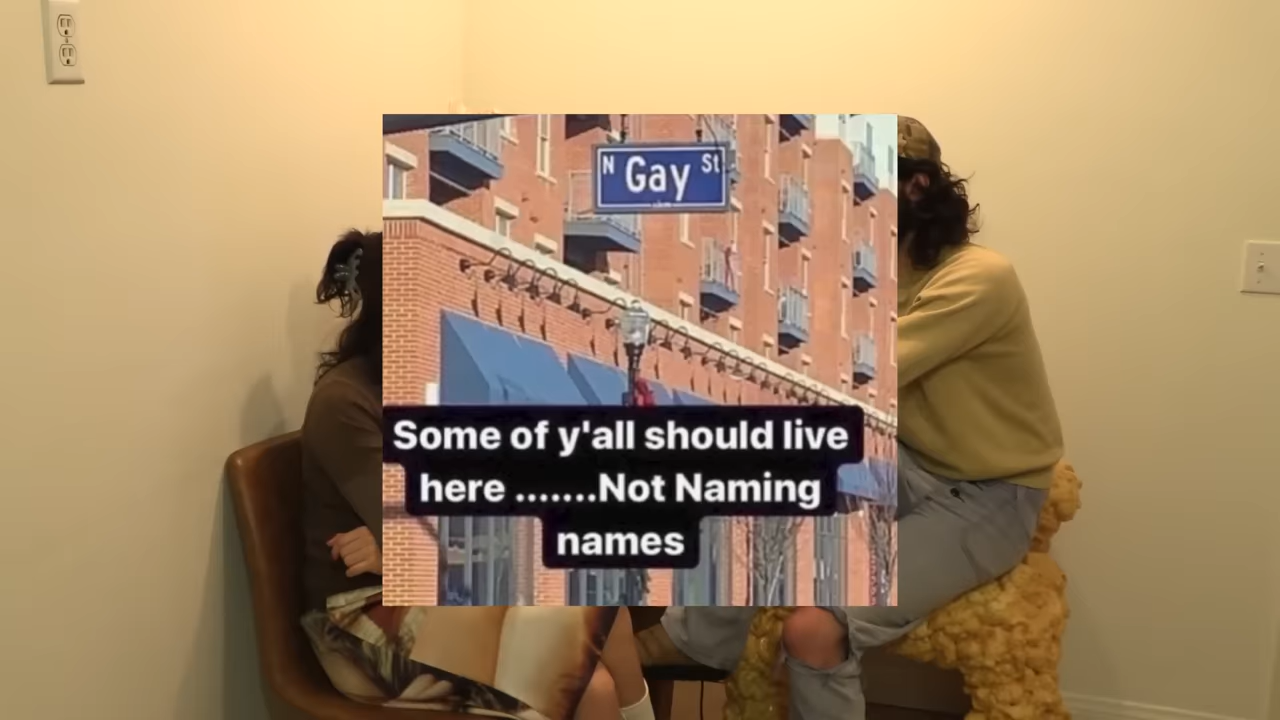 N Gay St
Some of y'all should live
here .......Not Naming
names